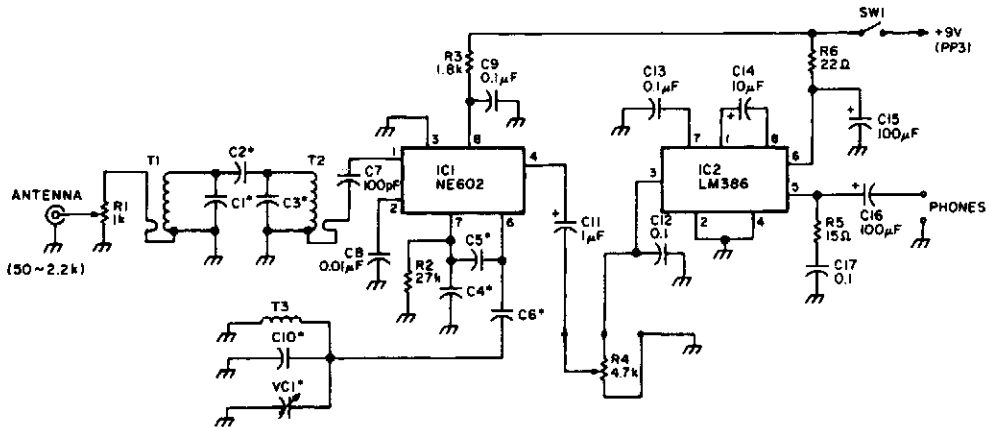 SW1
+9V
(PP3)
R3
1.8k
C9
0.1µF
R6
22Ω
C13
0.1µF
C14
10µF
+
+
C15
100µF
3
8
7
1
8
T1
C2*
T2
1
C7
100pF
IC1
NE602
4
IC2
LM386
6
ANTENNA
R1
1k
C1*
C3*
2
3
5
+
C16
100µF
PHONES
(50~2.2k)
C8
0.01µF
7
6
R2
27k
C5*
C4*
+
C11
1µF
C12
0.1
2
4
R5
15Ω
C17
0.1
T3
C6*
C10*
VC1*
R4
4.7k